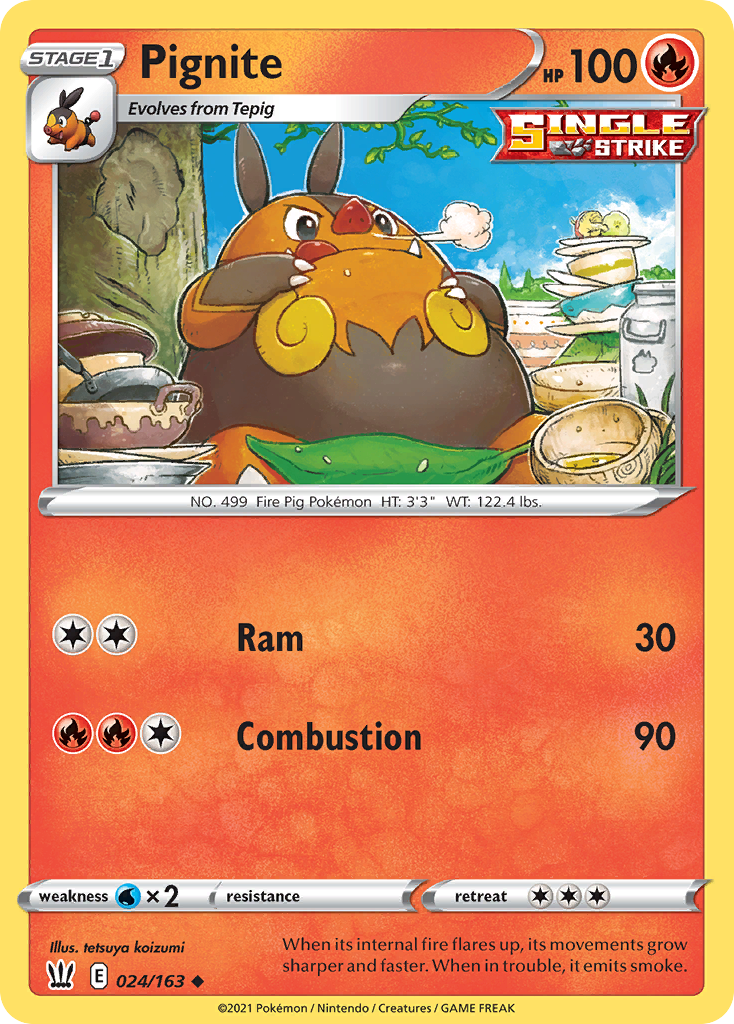 STAGE1
Pignite
HP 100
Evolves from Tepig
SINGLE
STRIKE
NO. 499 Fire Pig Pokémon HT: 3'3" WT: 122.4 lbs.
Ram 30
Combustion 90
weakness ×2 resistance retreat
Illus. tetsuya koizumi
When its internal fire flares up, its movements grow
sharper and faster. When in trouble, it emits smoke.
E 024/163
©2021 Pokémon / Nintendo / Creatures / GAME FREAK